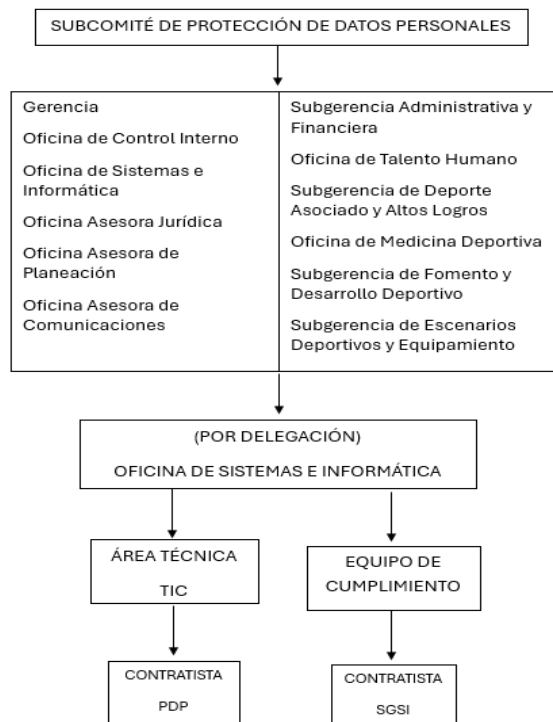 SUBCOMITÉ DE PROTECCIÓN DE DATOS PERSONALES
Gerencia
Oficina de Control Interno
Oficina de Sistemas e
Informática
Oficina Asesora Jurídica
Oficina Asesora de
Planeación
Oficina Asesora de
Comunicaciones
Subgerencia Administrativa y
Financiera
Oficina de Talento Humano
Subgerencia de Deporte
Asociado y Altos Logros
Oficina de Medicina Deportiva
Subgerencia de Fomento y
Desarrollo Deportivo
Subgerencia de Escenarios
Deportivos y Equipamiento
(POR DELEGACIÓN)
OFICINA DE SISTEMAS E INFORMÁTICA
ÁREA TÉCNICA
TIC
EQUIPO DE
CUMPLIMIENTO
CONTRATISTA
PDP
CONTRATISTA
SGSI